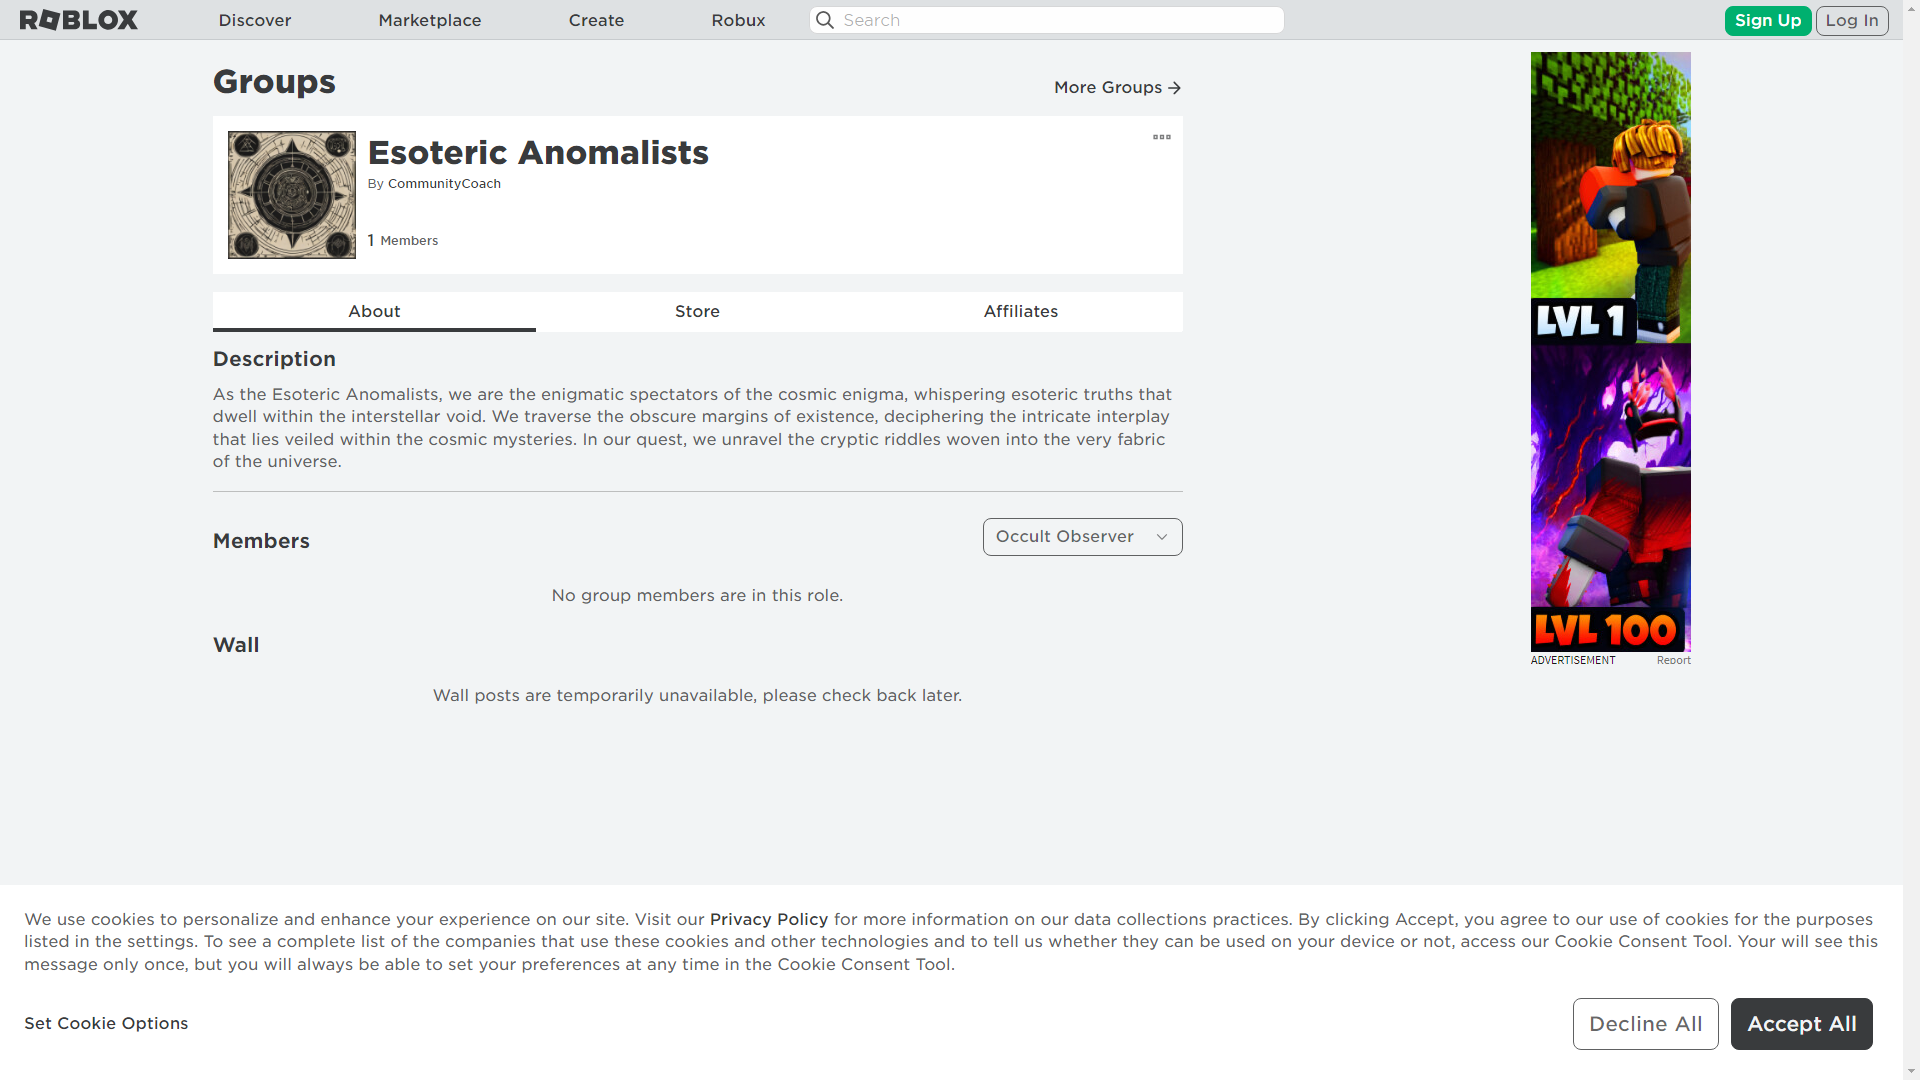 ROBLOX
Discover
Marketplace
Create
Robux
Search
Sign Up
Log In
Groups
More Groups
Esoteric Anomalists
By CommunityCoach
1 Members
About
Store
Affiliates
Description
As the Esoteric Anomalists, we are the enigmatic spectators of the cosmic enigma, whispering esoteric truths that
dwell within the interstellar void. We traverse the obscure margins of existence, deciphering the intricate interplay
that lies veiled within the cosmic mysteries. In our quest, we unravel the cryptic riddles woven into the very fabric
of the universe.
Members
Occult Observer
No group members are in this role.
Wall
Wall posts are temporarily unavailable, please check back later.
LVL 1
LVL 100
ADVERTISEMENT
Report
We use cookies to personalize and enhance your experience on our site. Visit our Privacy Policy for more information on our data collections practices. By clicking Accept, you agree to our use of cookies for the purposes
listed in the settings. To see a complete list of the companies that use these cookies and other technologies and to tell us whether they can be used on your device or not, access our Cookie Consent Tool. Your will see this
message only once, but you will always be able to set your preferences at any time in the Cookie Consent Tool.
Set Cookie Options
Decline All
Accept All